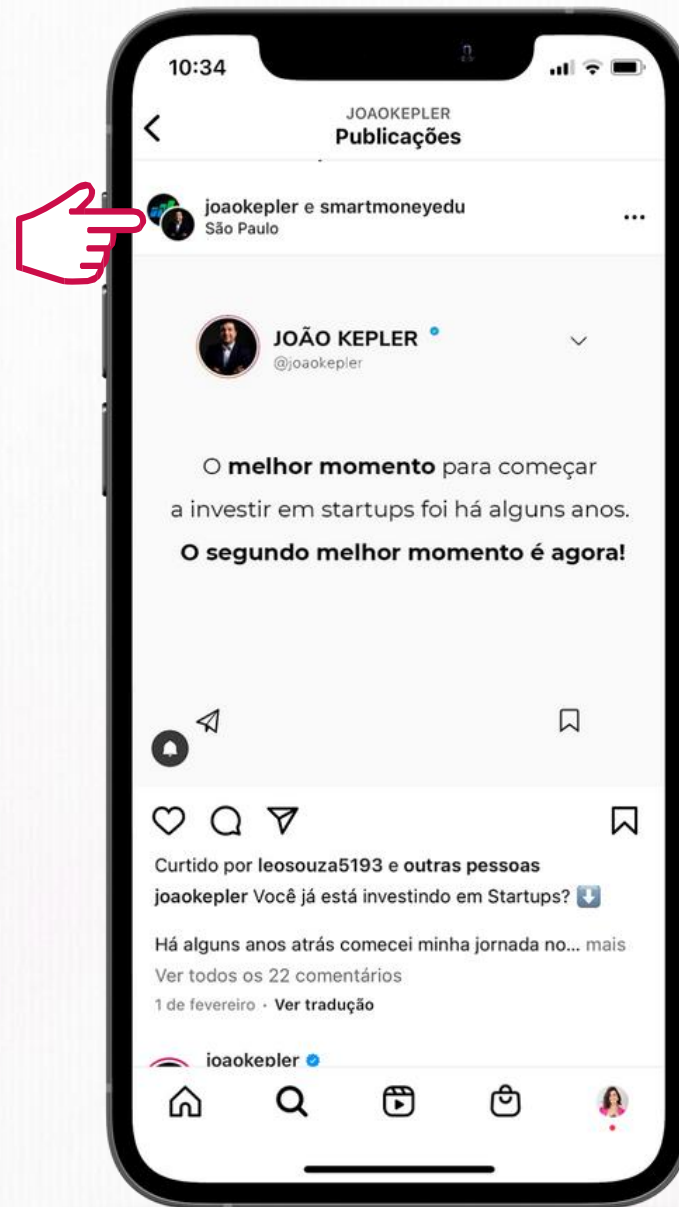 10:34
JOAOKEPLER
Publicações
joaokepler e smartmoneyedu
São Paulo
JOÃO KEPLER
@joaokepler
O melhor momento para começar
a investir em startups foi há alguns anos.
O segundo melhor momento é agora!
Curtido por leosouza5193 e outras pessoas
joaokepler Você já está investindo em Startups? ⬇️
Há alguns anos atrás comecei minha jornada no... mais
Ver todos os 22 comentários
1 de fevereiro · Ver tradução
joaokepler